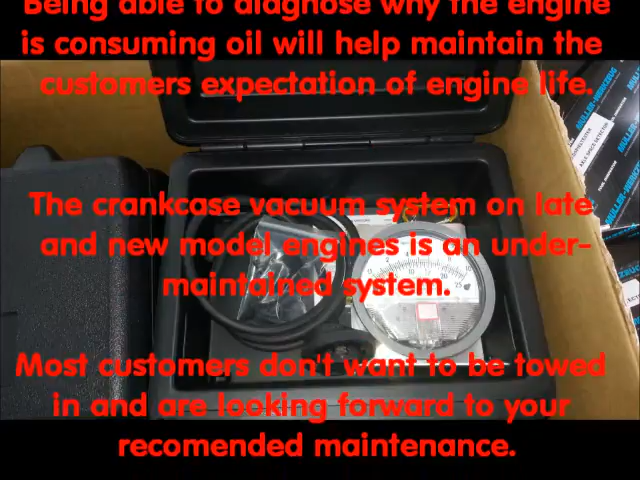 Being able to diagnose why the engine
is consuming oil will help maintain the
customers expectation of engine life.
The crankcase vacuum system on late
and new model engines is an under-
maintained system.
Most customers don't want to be towed
in and are looking forward to your
recomended maintenance.
MULLER-WERKZEUG